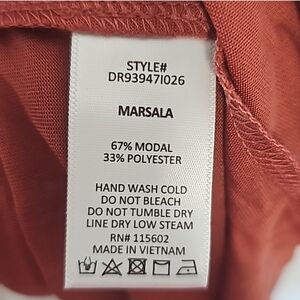 STYLE#
DR93947I026
MARSALA
67% MODAL
33% POLYESTER
HAND WASH COLD
DO NOT BLEACH
DO NOT TUMBLE DRY
LINE DRY LOW STEAM
RN# 115602
MADE IN VIETNAM